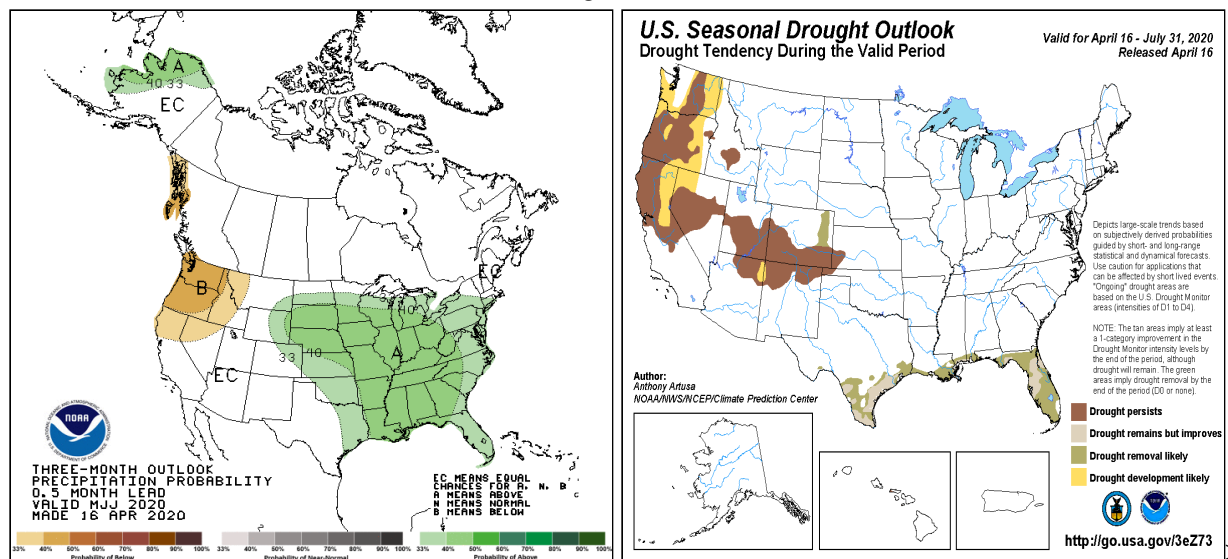 A
40 33
EC
B
EC
40
33
40
A
EC
NOAA
THREE-MONTH OUTLOOK
PRECIPITATION PROBABILITY
0.5 MONTH LEAD
VALID MJJ 2020
MADE 16 APR 2020
EC MEANS EQUAL
CHANCES FOR A, N, B
A MEANS ABOVE
N MEANS NORMAL
B MEANS BELOW
33% 40% 50% 60% 70% 80% 90% 100%
Probability of Below
33% 40% 50% 60% 70% 80% 90% 100%
Probability of Near-Normal
33% 40% 50% 60% 70% 80% 90% 100%
Probability of Above
U.S. Seasonal Drought Outlook
Drought Tendency During the Valid Period
Valid for April 16 - July 31, 2020
Released April 16
Depicts large-scale trends based
on subjectively derived probabilities
guided by short- and long-range
statistical and dynamical forecasts.
Use caution for applications that
can be affected by short lived events.
"Ongoing" drought areas are
based on the U.S. Drought Monitor
areas (intensities of D1 to D4).
NOTE: The tan areas imply at least
a 1-category improvement in the
Drought Monitor intensity levels by
the end of the period, although
drought will remain. The green
areas imply drought removal by the
end of the period (D0 or none).
Author:
Anthony Artusa
NOAA/NWS/NCEP/Climate Prediction Center
Drought persists
Drought remains but improves
Drought removal likely
Drought development likely
http://go.usa.gov/3eZ73